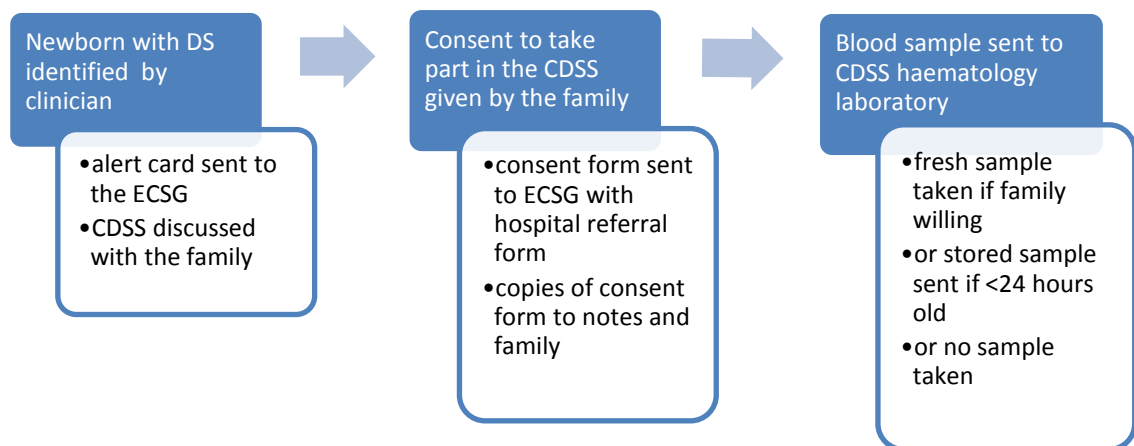 Newborn with DS
identified by
clinician
•alert card sent to
the ECSG
•CDSS discussed
with the family
Consent to take
part in the CDSS
given by the family
•consent form sent
to ECSG with
hospital referral
form
•copies of consent
form to notes and
family
Blood sample sent to
CDSS haematology
laboratory
•fresh sample
taken if family
willing
•or stored sample
sent if <24 hours
old
•or no sample
taken